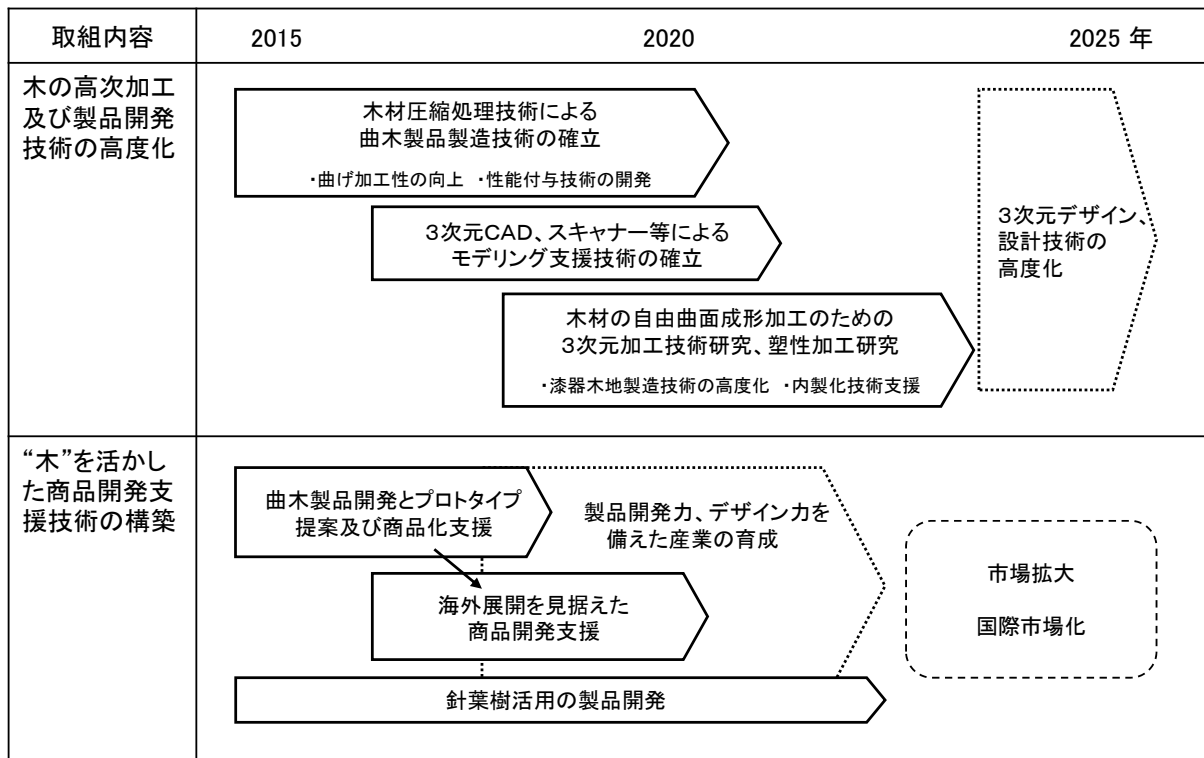 取組内容
2015
2020
2025 年
木の高次加工
及び製品開発
技術の高度化
木材圧縮処理技術による
曲木製品製造技術の確立
・曲げ加工性の向上 ・性能付与技術の開発
3次元CAD、スキャナー等による
モデリング支援技術の確立
木材の自由曲面成形加工のための
3次元加工技術研究、塑性加工研究
・漆器木地製造技術の高度化 ・内製化技術支援
3次元デザイン、
設計技術の
高度化
“木”を活かし
た商品開発支
援技術の構築
曲木製品開発とプロトタイプ
提案及び商品化支援
製品開発力、デザイン力を
備えた産業の育成
海外展開を見据えた
商品開発支援
針葉樹活用の製品開発
市場拡大
国際市場化